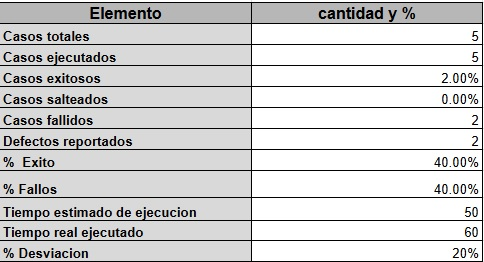 Elemento cantidad y %
Casos totales 5
Casos ejecutados 5
Casos exitosos 2.00%
Casos salteados 0.00%
Casos fallidos 2
Defectos reportados 2
% Exito 40.00%
% Fallos 40.00%
Tiempo estimado de ejecucion 50
Tiempo real ejecutado 60
% Desviacion 20%